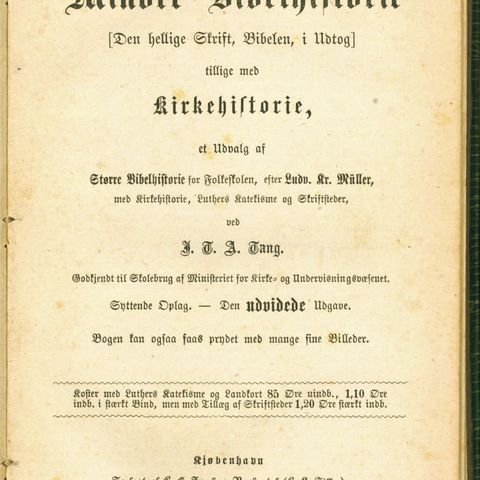 Mindre Bibelhistorie
[Den hellige Skrift, Bibelen, i Udtog]
tillige med
Kirkehistorie,
et Udvalg af
Større Bibelhistorie for Folkeskolen, efter Ludv. Kr. Müller,
med Kirkehistorie, Luthers Katekisme og Skriftsteder,
ved
J. T. A. Tang.
Godkjendt til Skolebrug af Ministeriet for Kirke- og Undervisningsvæsenet.
Syttende Oplag. — Den udvidede Udgave.
Bogen kan ogsaa faas prydet med mange fine Billeder.
Koster med Luthers Katekisme og Landkort 85 Øre uindb., 1,10 Øre
indb. i stærkt Bind, men med Tillæg af Skriftsteder 1,20 Øre stærkt indb.
Kjøbenhavn